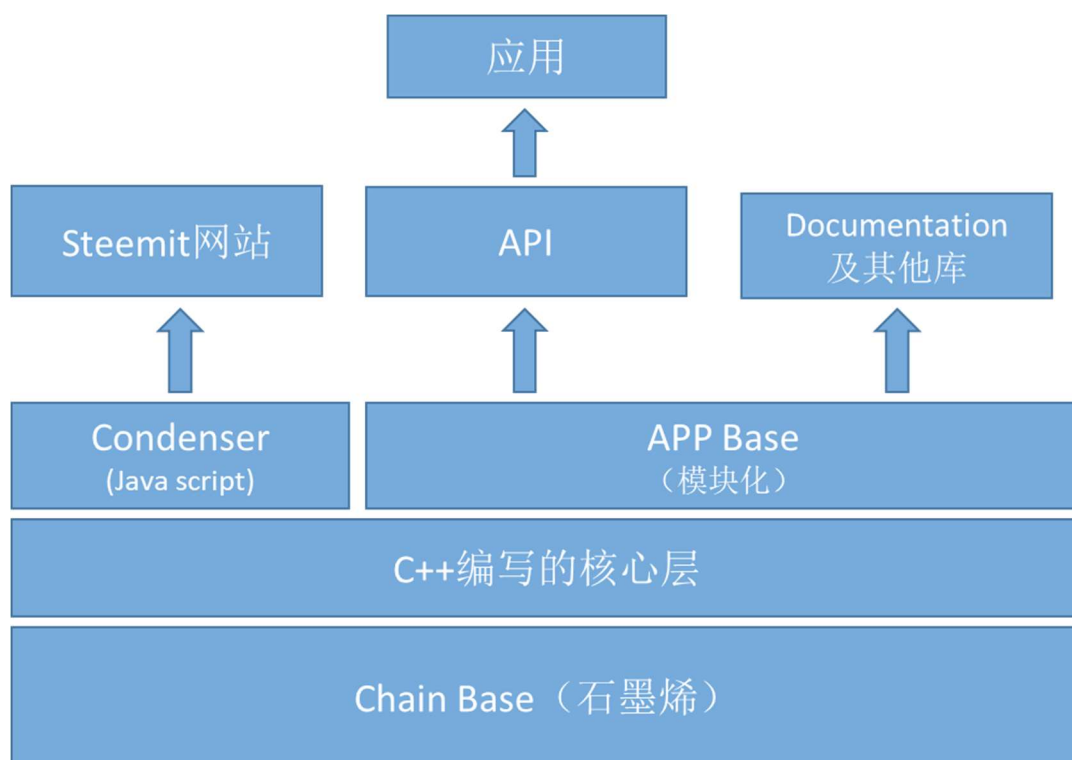 应用
Steemit网站
API
Documentation
及其他库
Condenser
(Java script)
APP Base
（模块化）
C++编写的核心层
Chain Base（石墨烯）